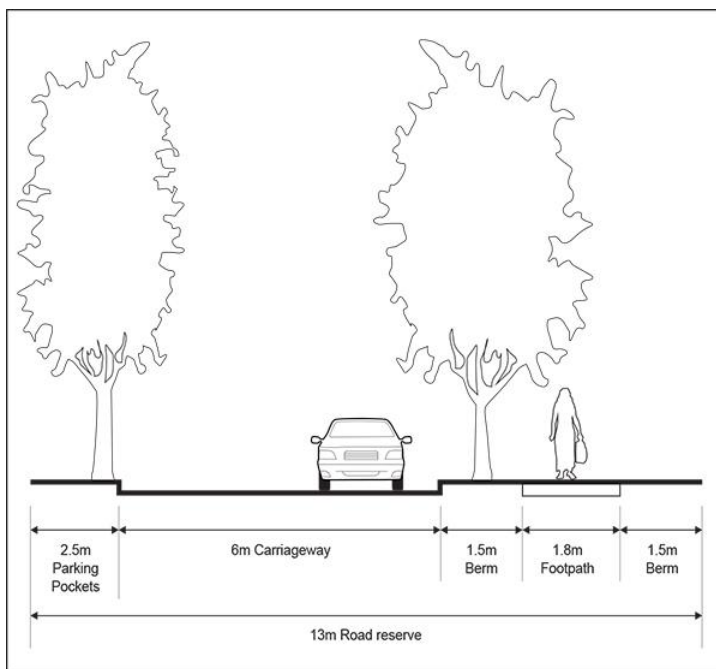 2.5m
Parking
Pockets
6m Carriageway
1.5m
Berm
1.8m
Footpath
1.5m
Berm
13m Road reserve